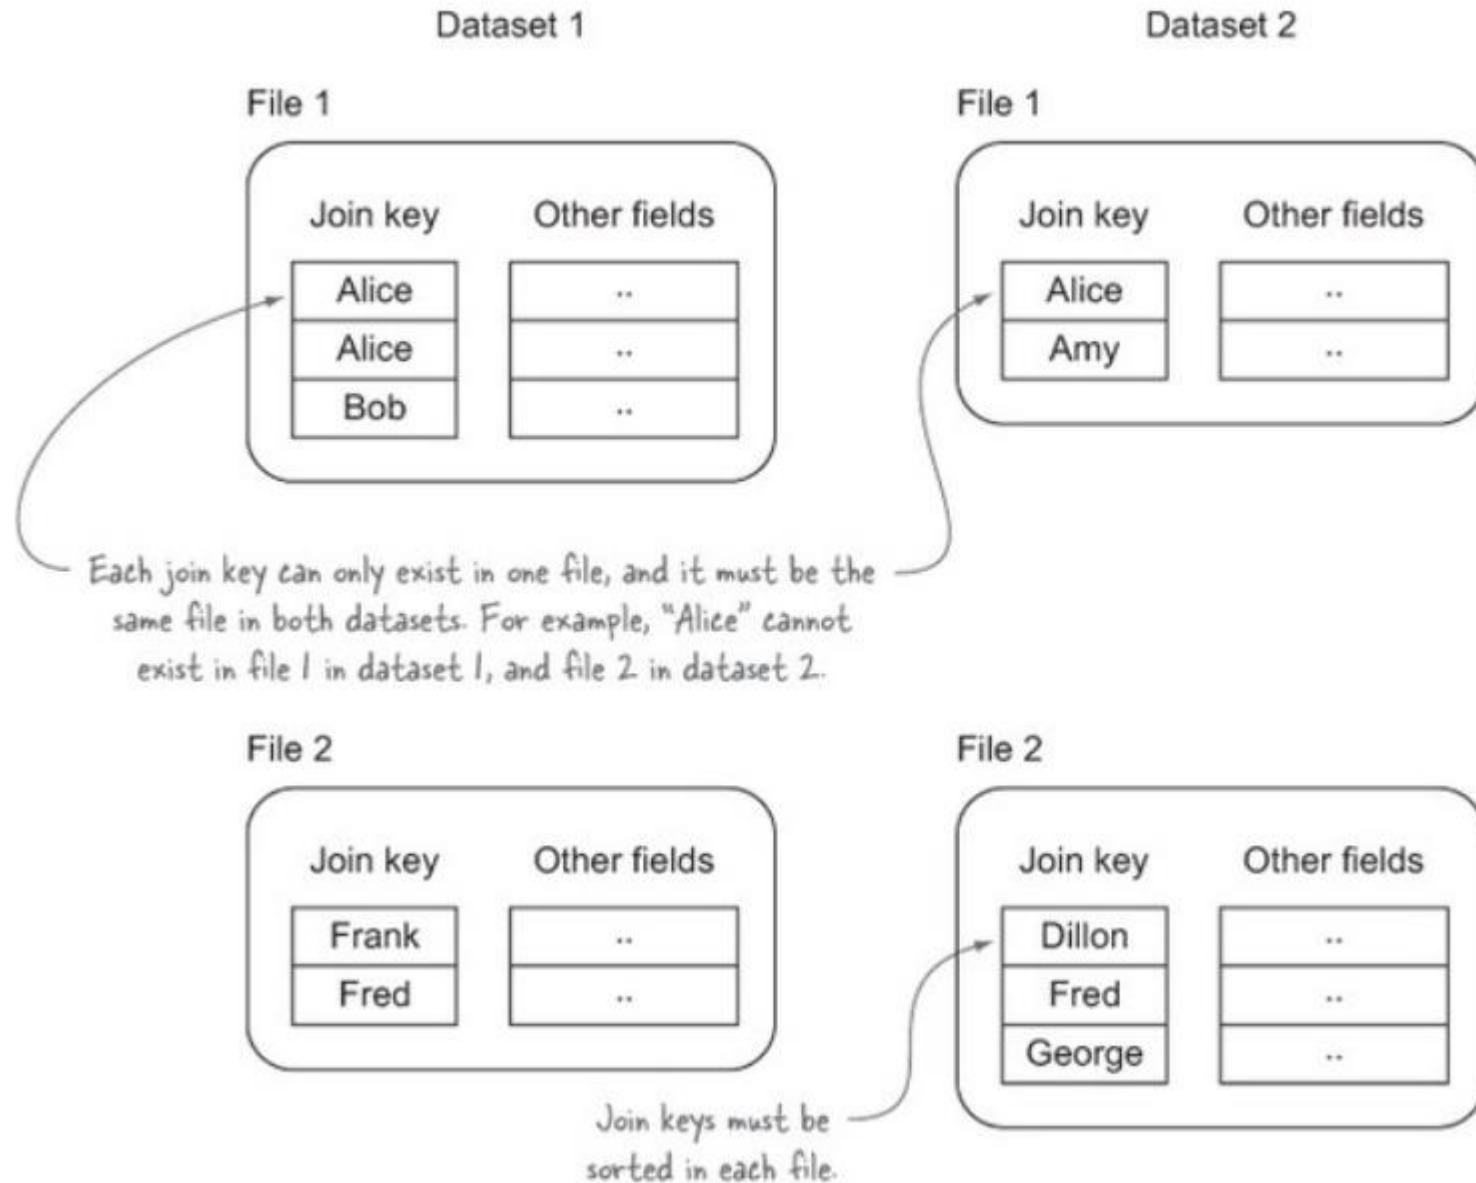 Dataset 1
Dataset 2
File 1
File 1
Join key Other fields
Join key Other fields
Alice ..
Alice ..
Bob ..
Alice ..
Amy ..
Each join key can only exist in one file, and it must be the
same file in both datasets. For example, "Alice" cannot
exist in file 1 in dataset 1, and file 2 in dataset 2.
File 2
File 2
Join key Other fields
Join key Other fields
Frank ..
Fred ..
Dillon ..
Fred ..
George ..
Join keys must be
sorted in each file.